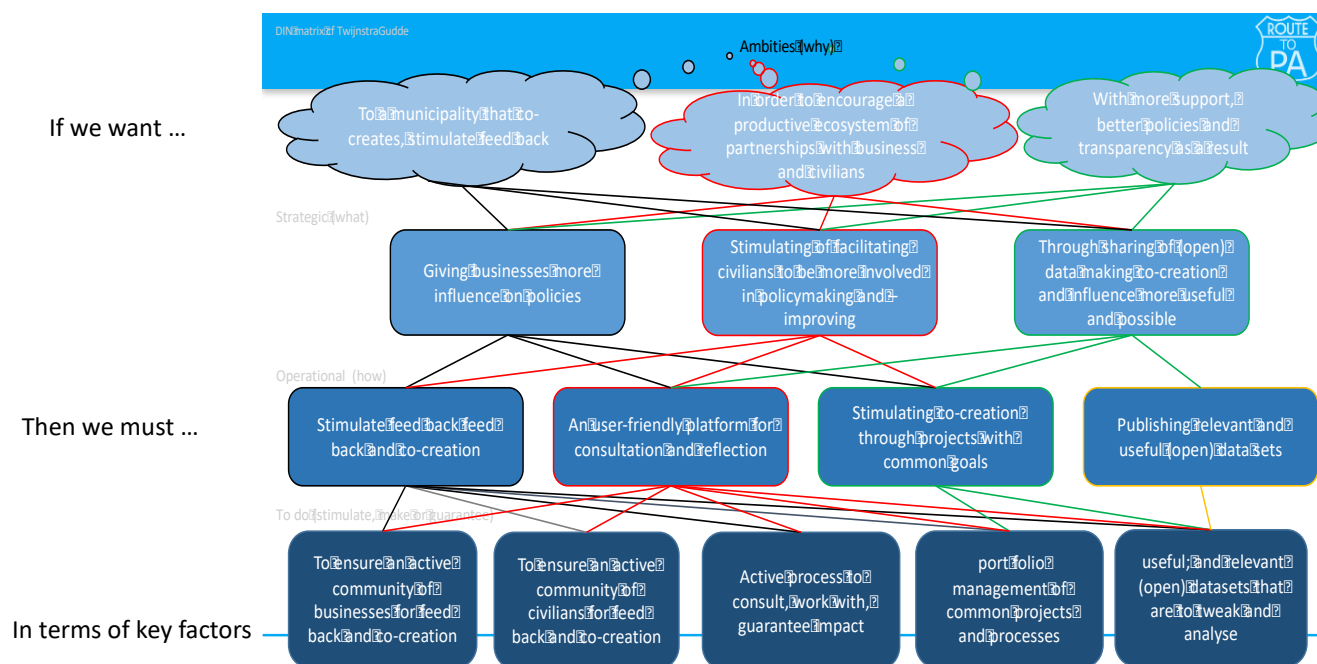 DIN matrix of TwijnstraGudde
ROUTE
TO
PA
Ambities (why)
If we want ...
To a municipality that co-
creates, stimulate feed back
In order to encourage a
productive ecosystem of
partnerships with business
and civilians
With more support,
better policies and
transparency as a result
Strategic (what)
Giving businesses more
influence on policies
Stimulating of facilitating
civilians to be more involved
in policymaking and –
improving
Through sharing of (open)
data making co-creation
and influence more useful
and possible
Operational (how)
Then we must ...
Stimulate feed back feed
back and co-creation
An user-friendly platform for
consultation and reflection
Stimulating co-creation
through projects with
common goals
Publishing relevant and
useful (open) data sets
To do (stimulate, make or guarantee)
In terms of key factors
To ensure an active
community of
businesses for feed
back and co-creation
To ensure an active
community of
civilians for feed
back and co-creation
Active process to
consult, work with,
guarantee impact
port folio
management of
common projects
and processes
useful; and relevant
(open) datasets that
are to tweak and
analyse